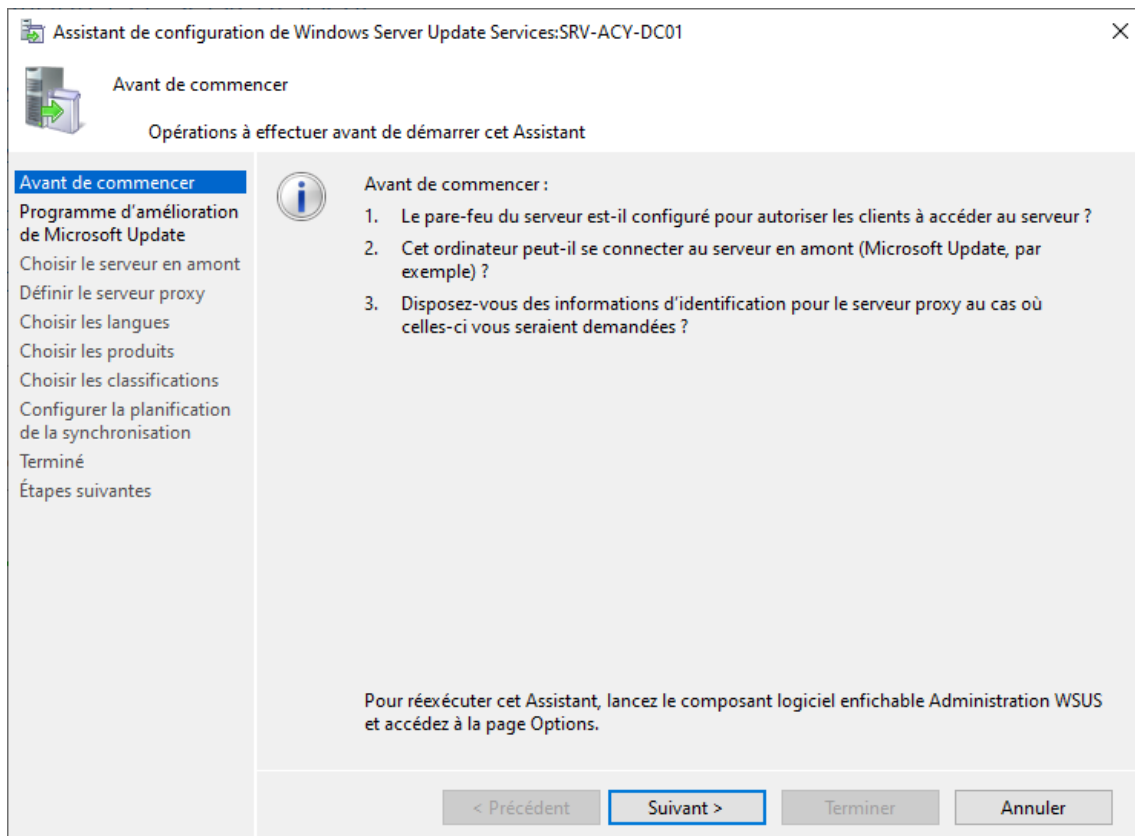 Assistant de configuration de Windows Server Update Services:SRV-ACY-DC01
Avant de commencer
Opérations à effectuer avant de démarrer cet Assistant
Avant de commencer
Programme d'amélioration
de Microsoft Update
Choisir le serveur en amont
Définir le serveur proxy
Choisir les langues
Choisir les produits
Choisir les classifications
Configurer la planification
de la synchronisation
Terminé
Étapes suivantes
Avant de commencer :
1. Le pare-feu du serveur est-il configuré pour autoriser les clients à accéder au serveur ?
2. Cet ordinateur peut-il se connecter au serveur en amont (Microsoft Update, par
exemple) ?
3. Disposez-vous des informations d'identification pour le serveur proxy au cas où
celles-ci vous seraient demandées ?
Pour réexécuter cet Assistant, lancez le composant logiciel enfichable Administration WSUS
et accédez à la page Options.
< Précédent
Suivant >
Terminer
Annuler